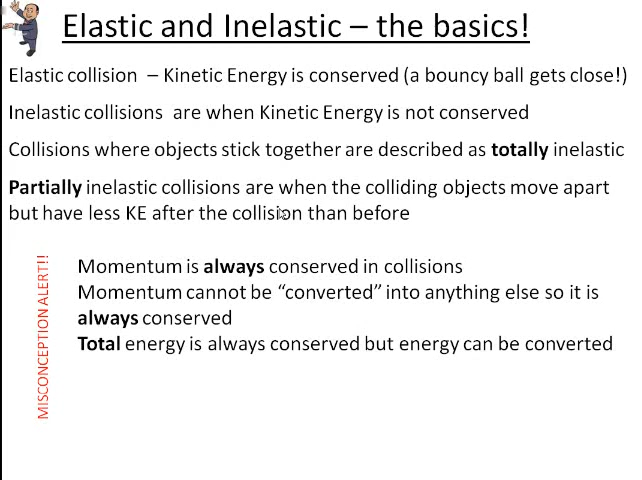 Elastic and Inelastic – the basics!
Elastic collision – Kinetic Energy is conserved (a bouncy ball gets close!)
Inelastic collisions are when Kinetic Energy is not conserved
Collisions where objects stick together are described as totally inelastic
Partially inelastic collisions are when the colliding objects move apart
but have less KE after the collision than before
MISCONCEPTION ALERT!!
Momentum is always conserved in collisions
Momentum cannot be “converted” into anything else so it is
always conserved
Total energy is always conserved but energy can be converted